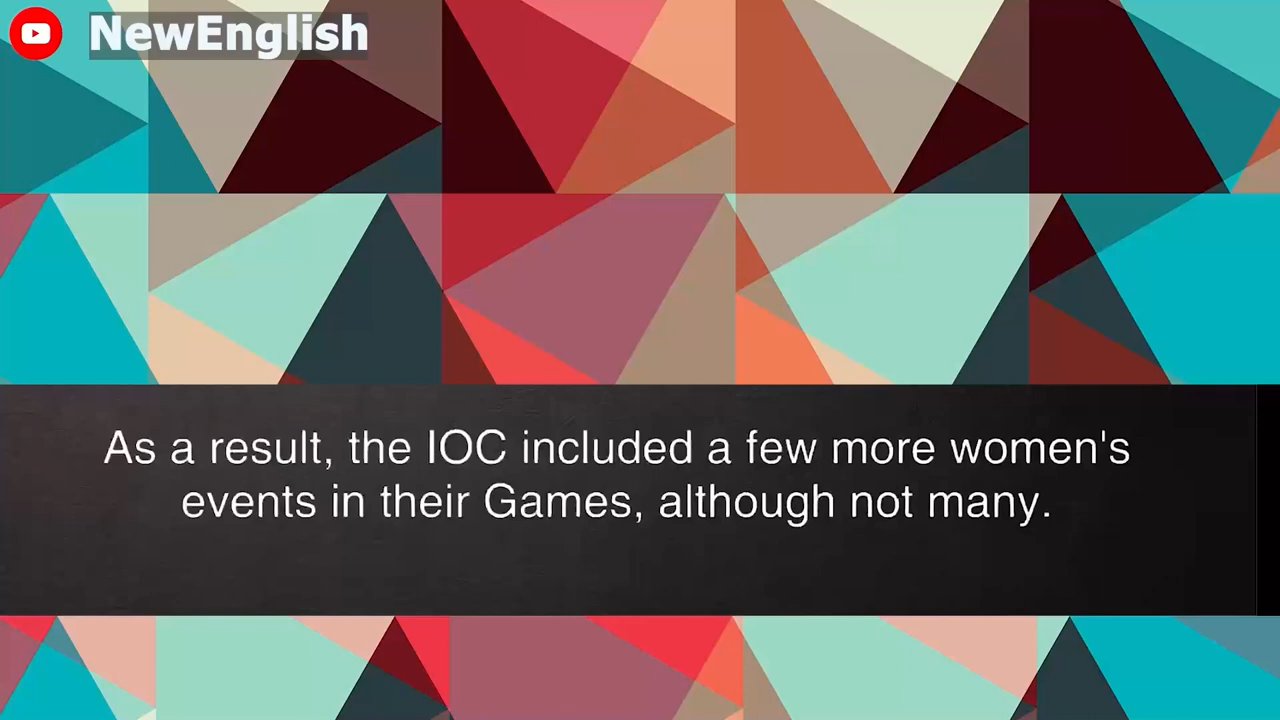 NewEnglish
As a result, the IOC included a few more women's
events in their Games, although not many.